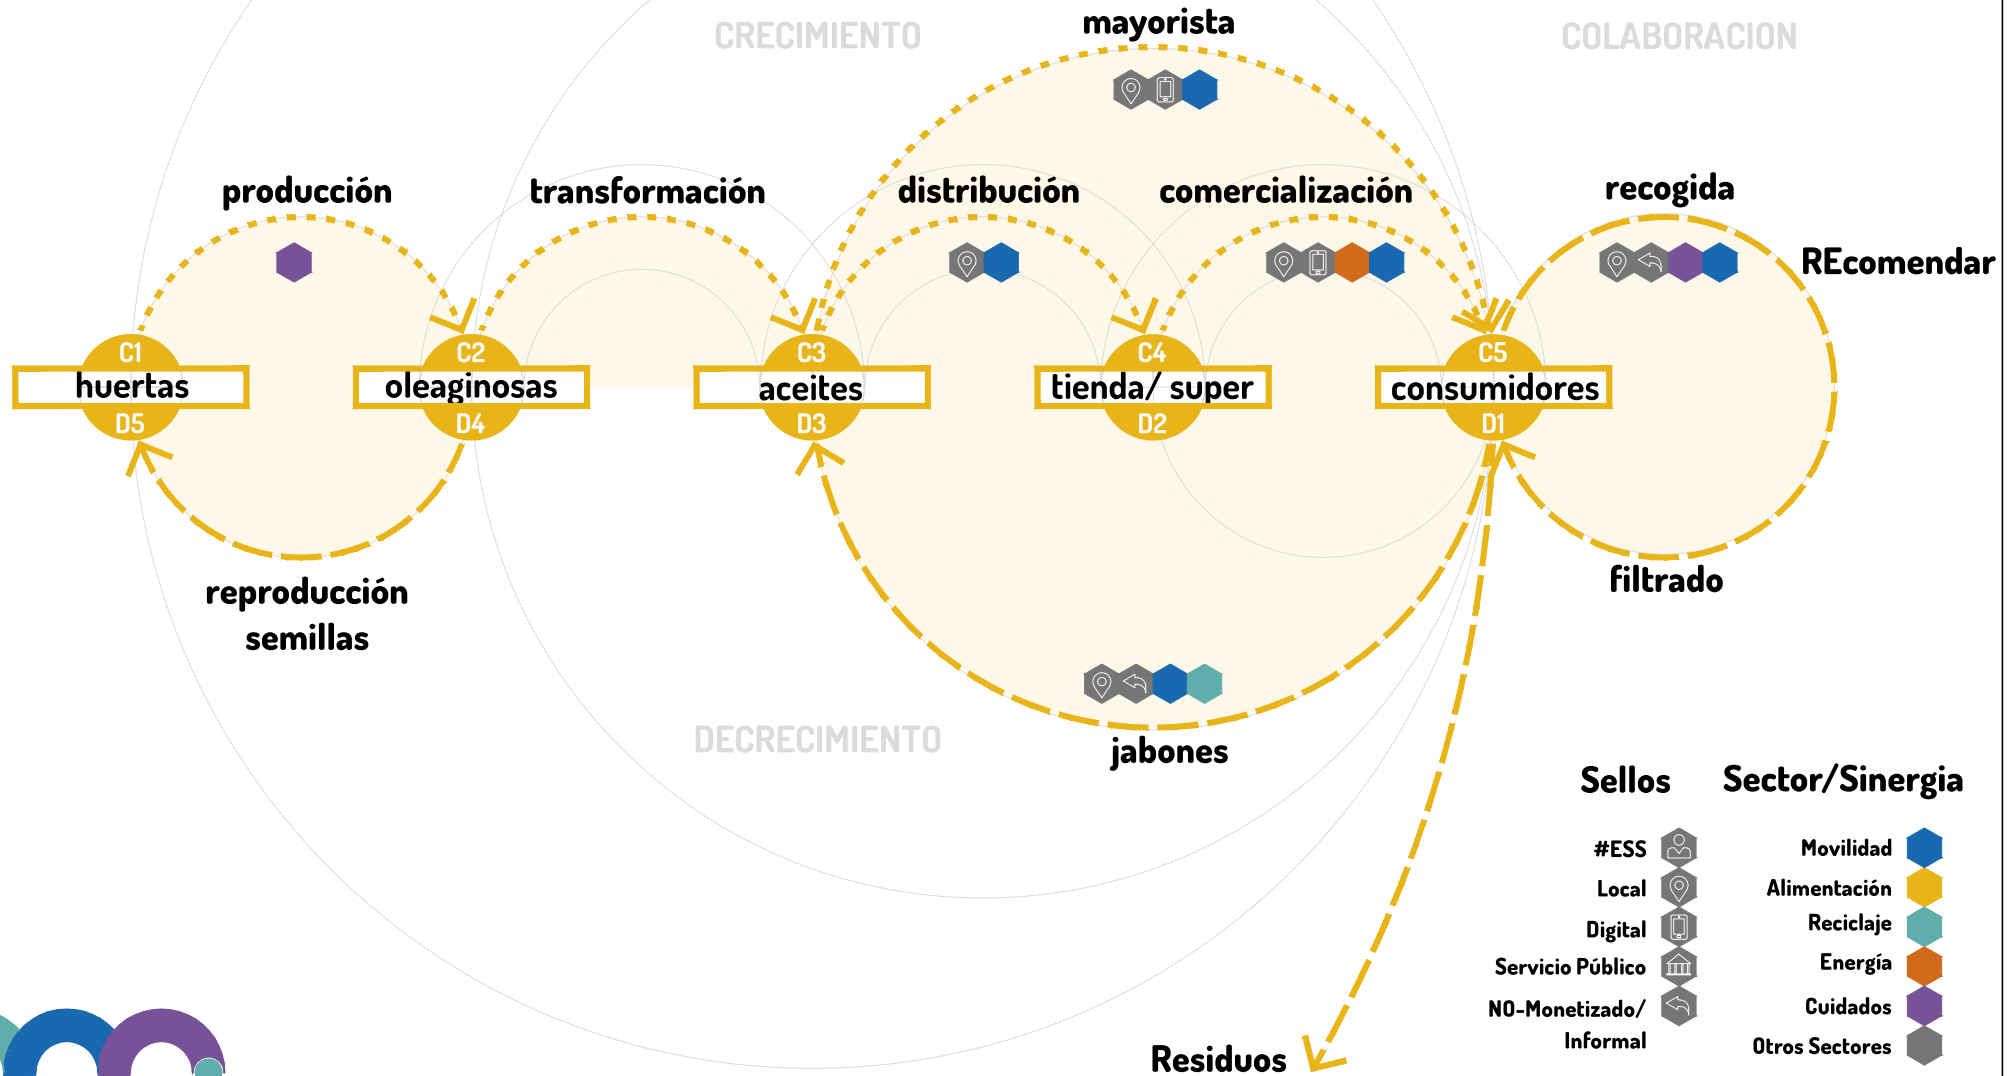 CRECIMIENTO
mayorista
COLABORACION
producción
transformación
distribución
comercialización
recogida
REcomendar
C1
huertas
D5
C2
oleaginosas
D4
C3
aceites
D3
C4
tienda/ super
D2
C5
consumidores
D1
reproducción
semillas
filtrado
DECRECIMIENTO
jabones
Residuos
Sellos
#ESS
Local
Digital
Servicio Público
NO-Monetizado/
Informal
Sector/Sinergia
Movilidad
Alimentación
Reciclaje
Energía
Cuidados
Otros Sectores